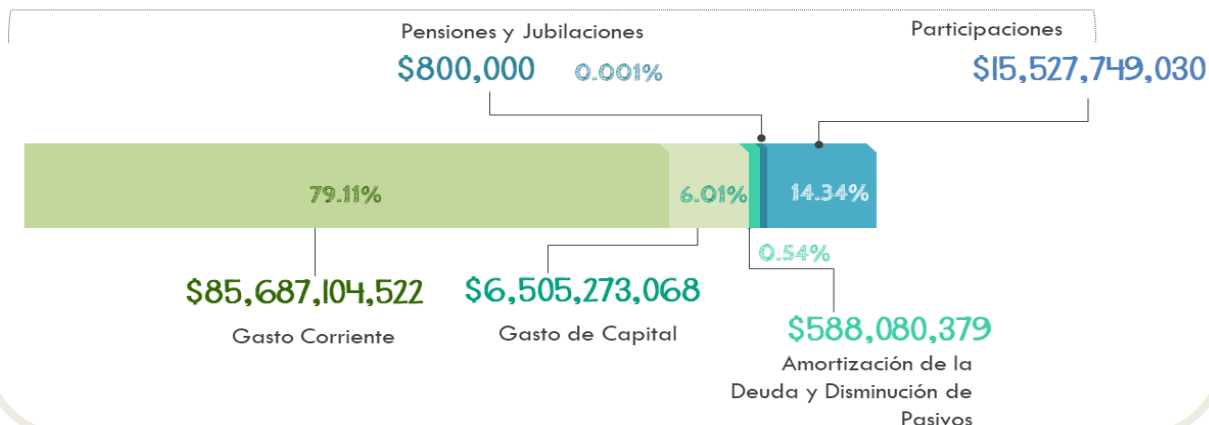 Pensiones y Jubilaciones
$800,000 0.001%
Participaciones
$15,527,749,030
79.11%
6.01%
14.34%
0.54%
$85,687,104,522
Gasto Corriente
$6,505,273,068
Gasto de Capital
$588,080,379
Amortización de la
Deuda y Disminución de
Pasivos